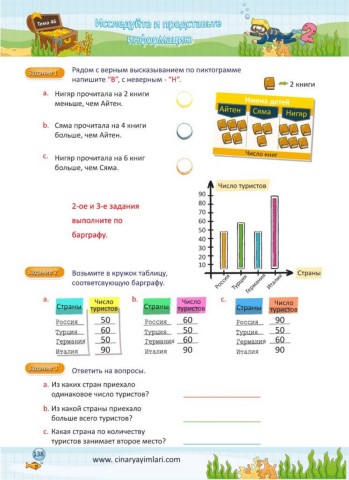 Тема 46
Исследуйте и представьте
информацию
2
Задание 1
Рядом с верным высказыванием по пиктограмме
напишите "В", с неверным - "Н".
2 книги
a. Нигяр прочитала на 2 книги
меньше, чем Айтен.
b. Сяма прочитала на 4 книги
больше, чем Айтен.
c. Нигяр прочитала на 6 книг
больше, чем Сяма.
Имена детей
Айтен Сяма Нигяр
Число книг
2-ое и 3-е задания
выполните по
барграфу.
Число туристов
90
80
70
60
50
40
30
20
10
Россия Турция Германия Италия
Страны
Задание 2
Возьмите в кружок таблицу,
соответсвующую барграфу.
a.
Страны Число туристов
Россия 50
Турция 60
Германия 50
Италия 90
b.
Страны Число туристов
Россия 60
Турция 50
Германия 60
Италия 90
c.
Страны Число туристов
Россия 90
Турция 50
Германия 60
Италия 90
Задание 3
Ответить на вопросы.
a. Из каких стран приехало
одинаковое число туристов?
b. Из какой страны приехало
больше всего туристов?
c. Какая страна по количеству
туристов занимает второе место?
138
www. cinaryayimlari.com